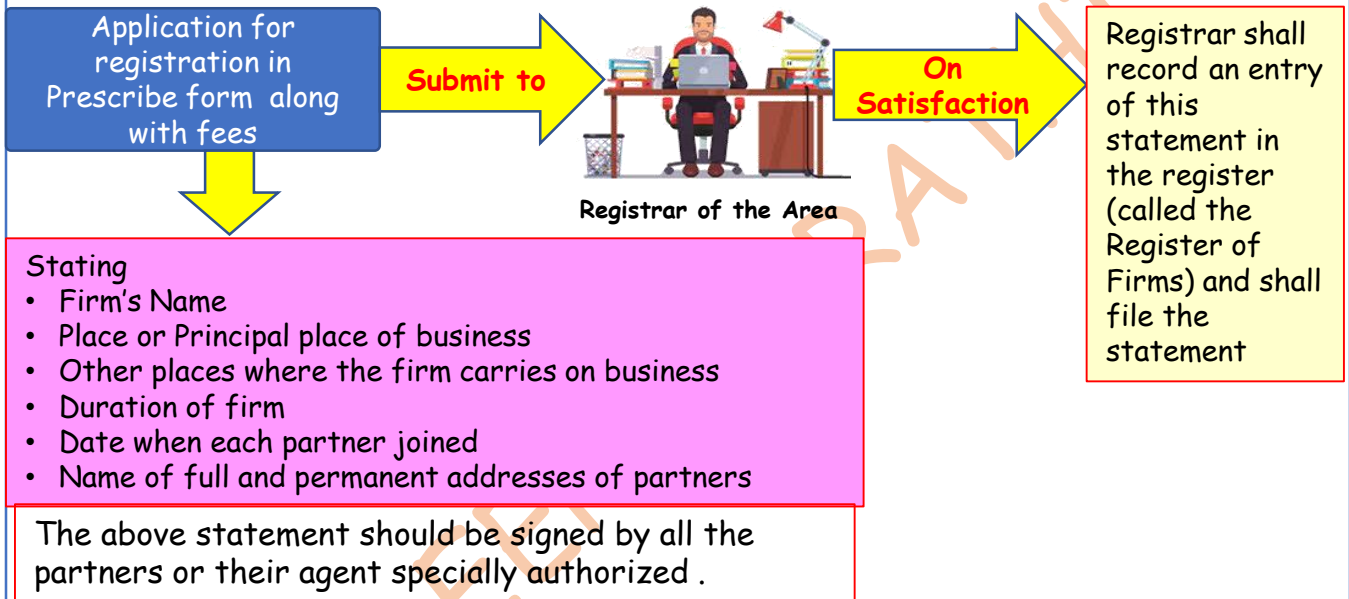 Application for
registration in
Prescribe form along
with fees
Submit to
Registrar of the Area
On
Satisfaction
Registrar shall
record an entry
of this
statement in
the register
(called the
Register of
Firms) and shall
file the
statement
Stating
• Firm's Name
• Place or Principal place of business
• Other places where the firm carries on business
• Duration of firm
• Date when each partner joined
• Name of full and permanent addresses of partners
The above statement should be signed by all the
partners or their agent specially authorized .